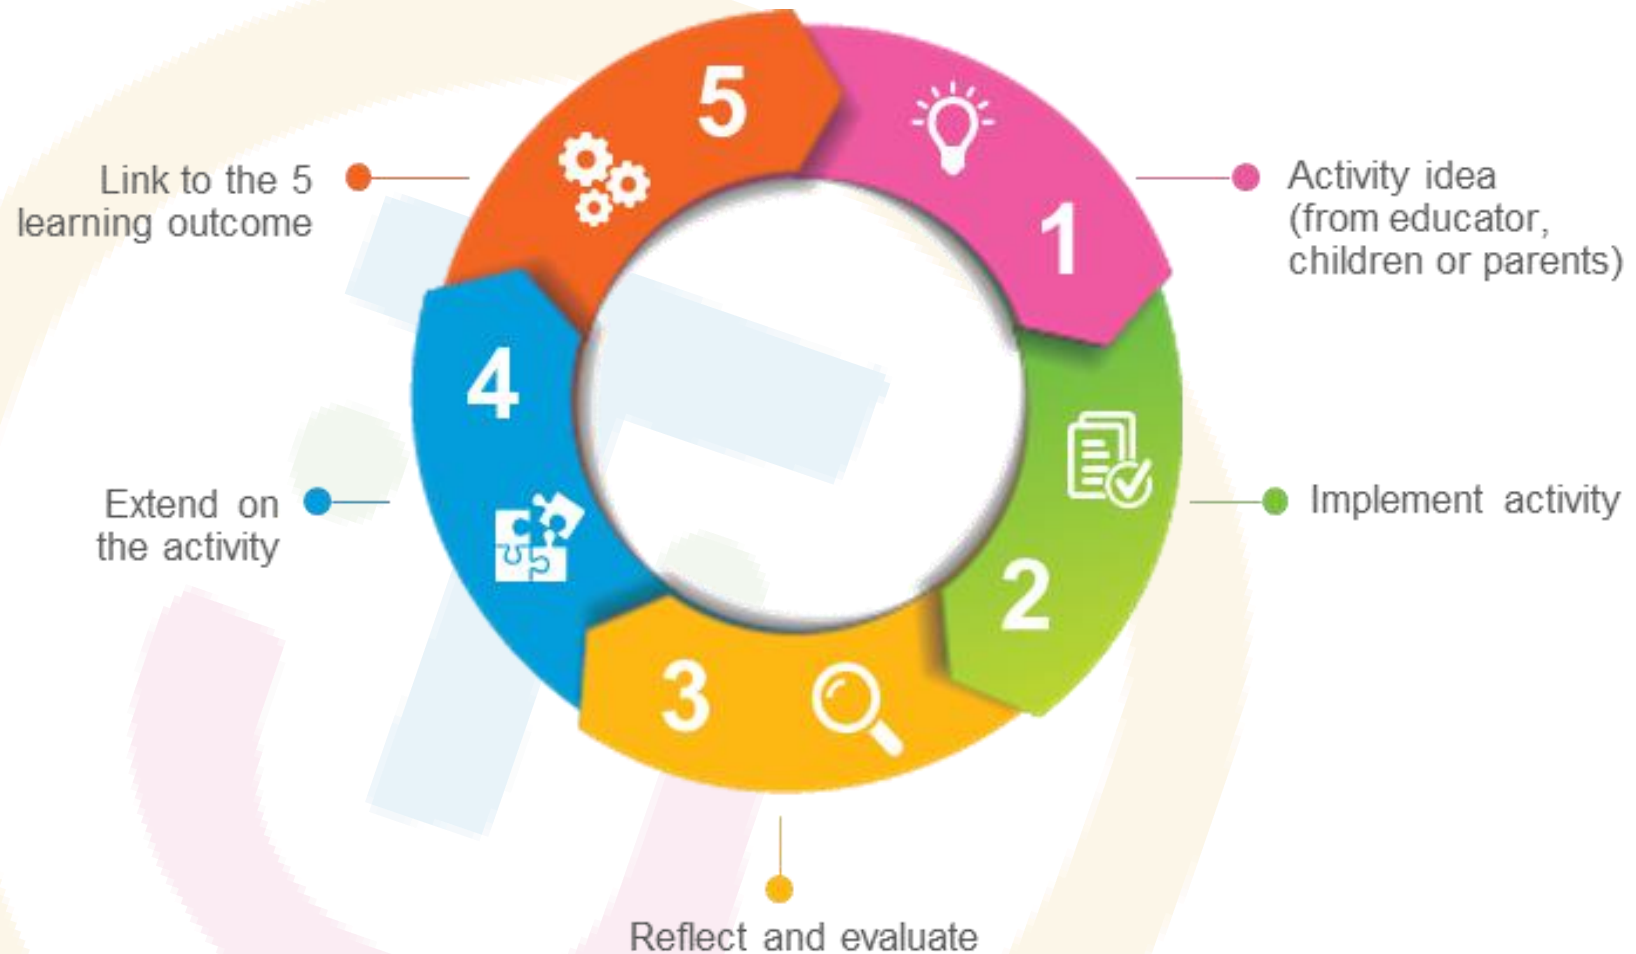 5
1
Activity idea
(from educator,
children or parents)
Link to the 5
learning outcome
4
Extend on
the activity
2
Implement activity
3
Reflect and evaluate